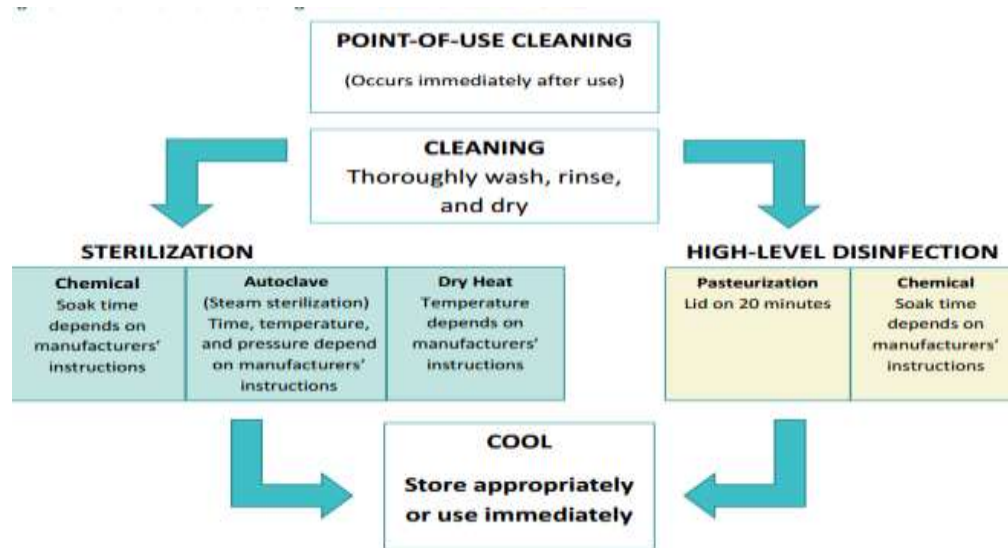 POINT-OF-USE CLEANING
(Occurs immediately after use)
CLEANING
Thoroughly wash, rinse,
and dry
STERILIZATION
Chemical
Soak time
depends on
manufacturers'
instructions
Autoclave
(Steam sterilization)
Time, temperature,
and pressure depend
on manufacturers'
instructions
Dry Heat
Temperature
depends on
manufacturers'
instructions
HIGH-LEVEL DISINFECTION
Pasteurization
Lid on 20 minutes
Chemical
Soak time
depends on
manufacturers'
instructions
COOL
Store appropriately
or use immediately